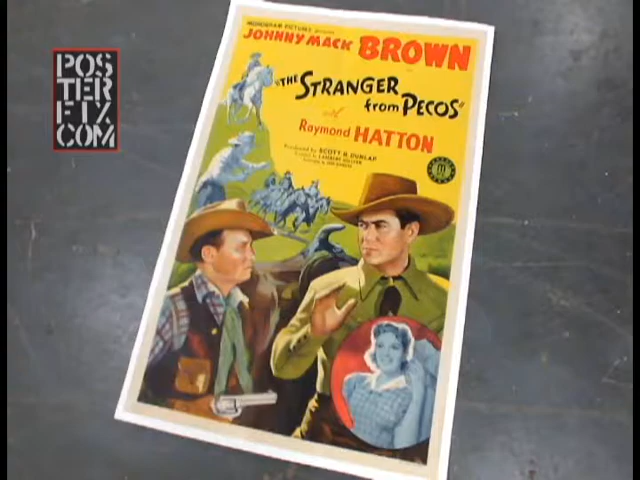 POS
TER
FIX
.COM
MONOGRAM PICTURES presents
JOHNNY MACK BROWN
"THE STRANGER
from PECOS"
with
Raymond HATTON
Produced by SCOTT R. DUNLAP